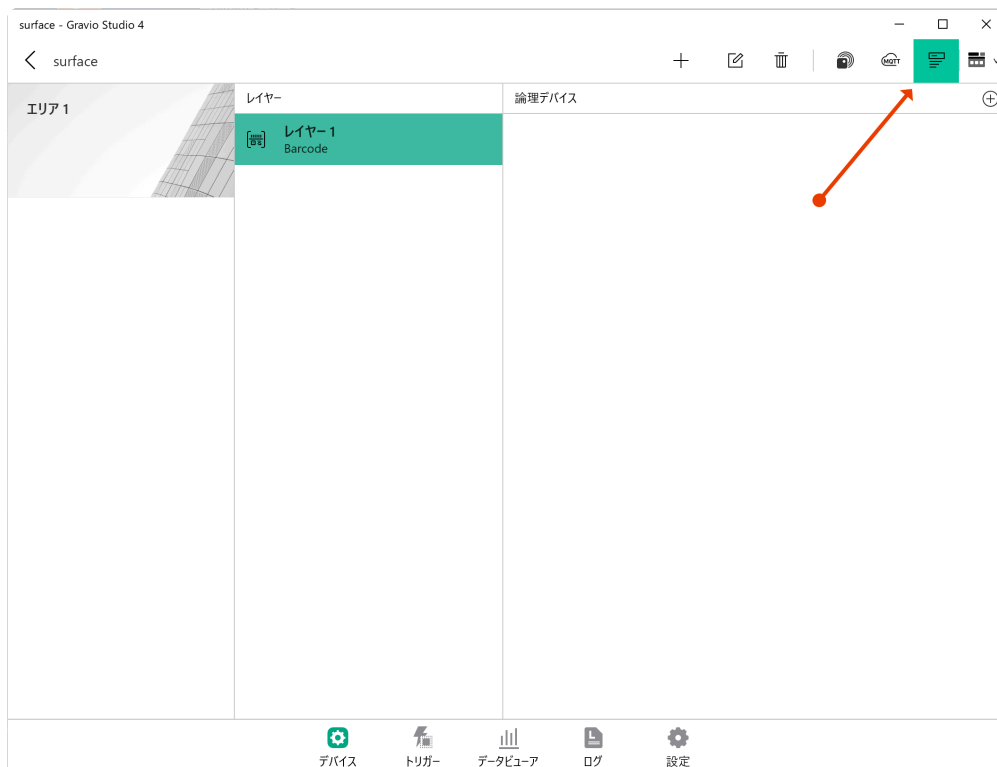 surface - Gravio Studio 4
surface
MQTT
エリア 1
レイヤー
論理デバイス
レイヤー 1
Barcode
デバイス
トリガー
データビューア
ログ
設定